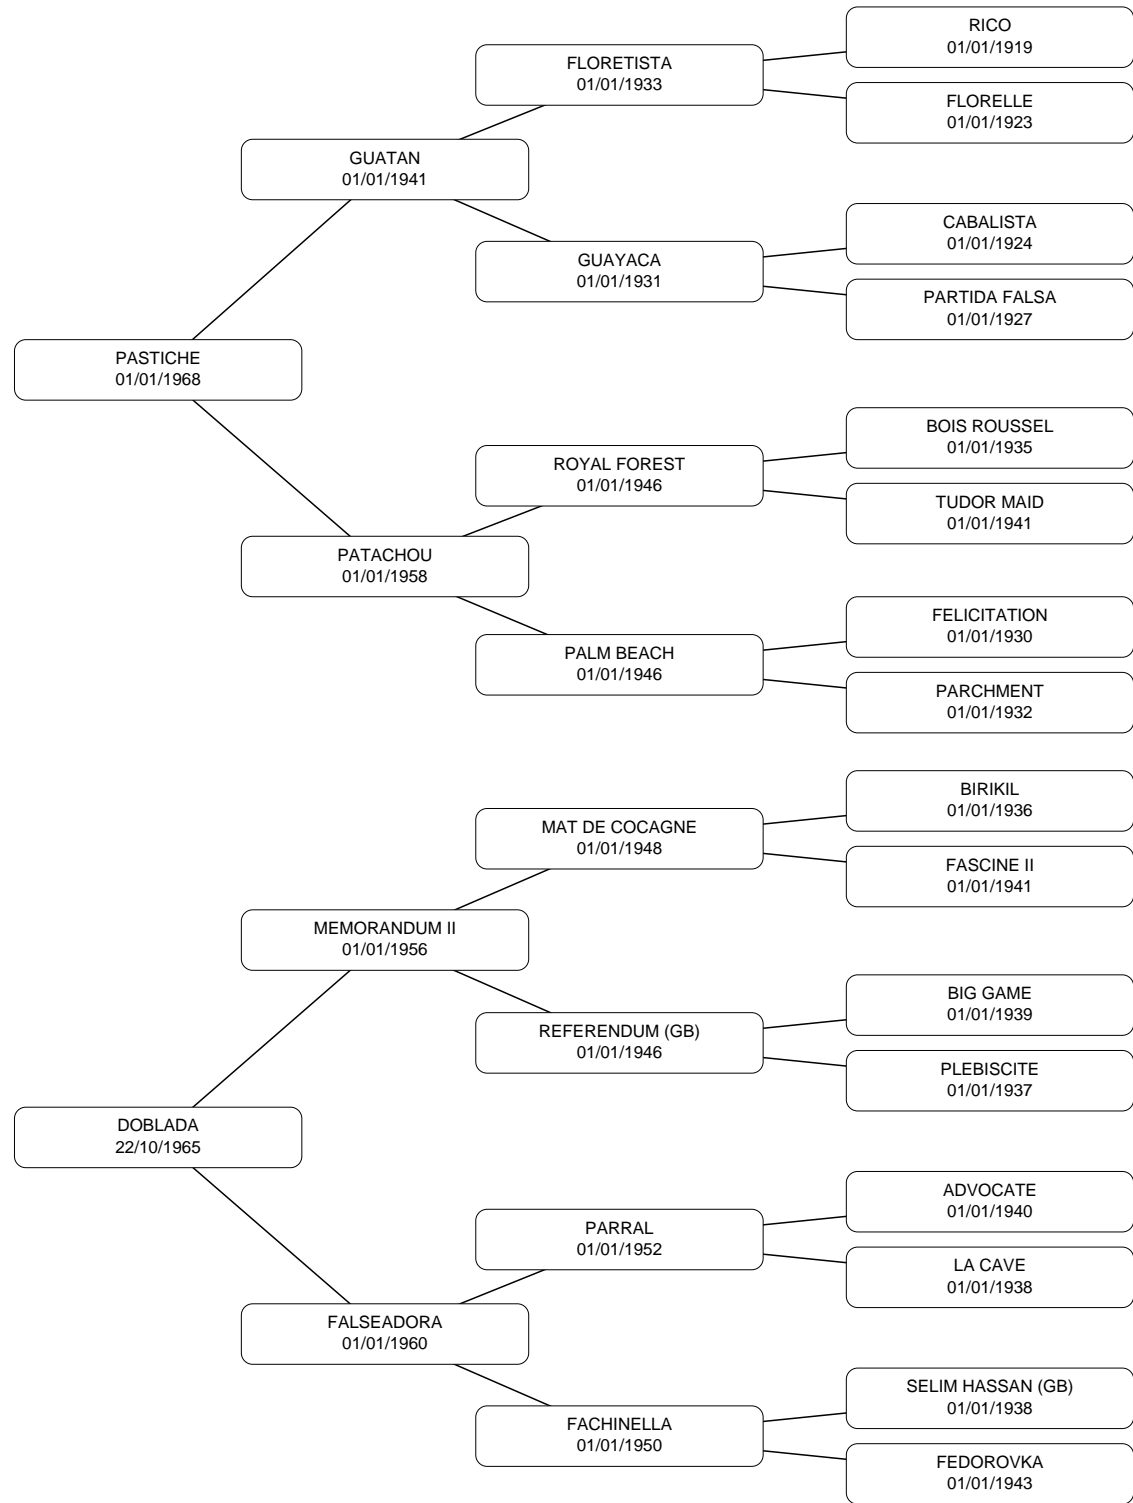 RICO
01/01/1919
FLORETISTA
01/01/1933
FLORELLE
01/01/1923
GUATAN
01/01/1941
CABALISTA
01/01/1924
GUAYACA
01/01/1931
PARTIDA FALSA
01/01/1927
PASTICHE
01/01/1968
BOIS ROUSSEL
01/01/1935
ROYAL FOREST
01/01/1946
TUDOR MAID
01/01/1941
PATACHOU
01/01/1958
FELICITATION
01/01/1930
PALM BEACH
01/01/1946
PARCHMENT
01/01/1932
BIRIKIL
01/01/1936
MAT DE COCAGNE
01/01/1948
FASCINE II
01/01/1941
MEMORANDUM II
01/01/1956
BIG GAME
01/01/1939
REFERENDUM (GB)
01/01/1946
PLEBISCITE
01/01/1937
DOBLADA
22/10/1965
ADVOCATE
01/01/1940
PARRAL
01/01/1952
LA CAVE
01/01/1938
FALSEADORA
01/01/1960
SELIM HASSAN (GB)
01/01/1938
FACHINELLA
01/01/1950
FEDOROVKA
01/01/1943